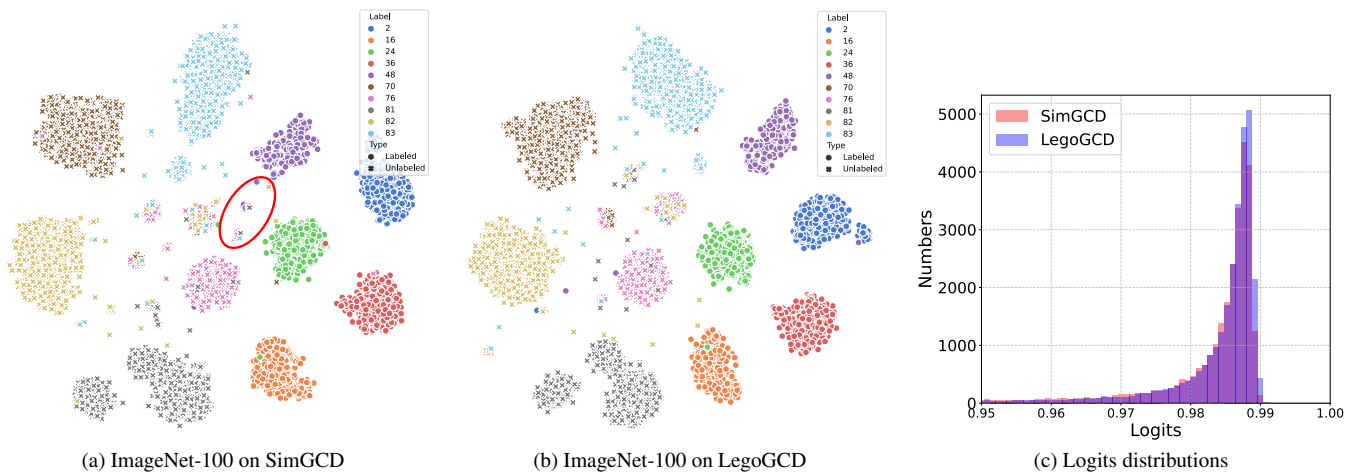 Label
2
16
24
36
48
70
76
81
82
83
Type
Labeled
Unlabeled
(a) ImageNet-100 on SimGCD
Label
2
16
24
36
48
70
76
81
82
83
Type
Labeled
Unlabeled
(b) ImageNet-100 on LegoGCD
SimGCD
LegoGCD
Numbers
5000
4000
3000
2000
1000
0
0.95 0.96 0.97 0.98 0.99 1.00
Logits
(c) Logits distributions